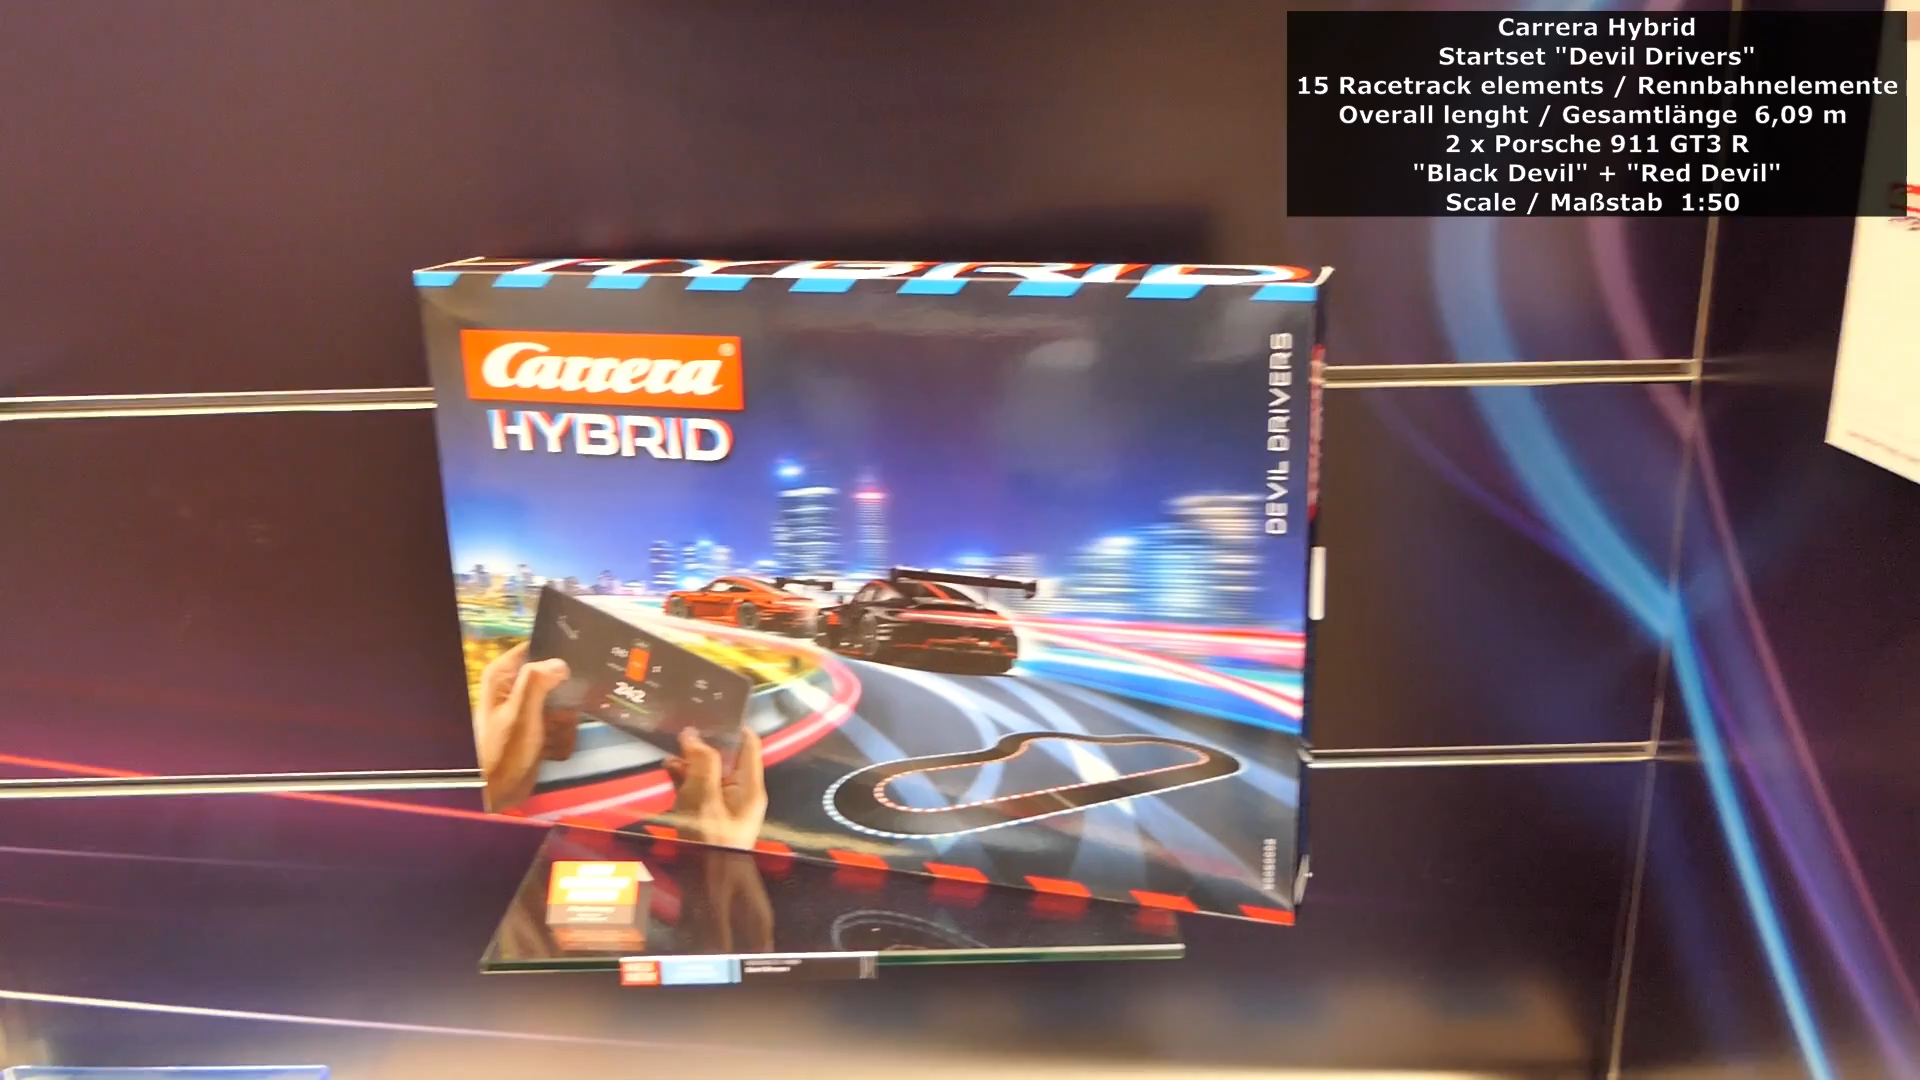 Carrera Hybrid
Startset "Devil Drivers"
15 Racetrack elements / Rennbahnelemente
Overall lenght / Gesamtlänge 6,09 m
2 x Porsche 911 GT3 R
"Black Devil" + "Red Devil"
Scale / Maßstab 1:50
HYBRID
Carrera
HYBRID
DEVIL DRIVERS
242